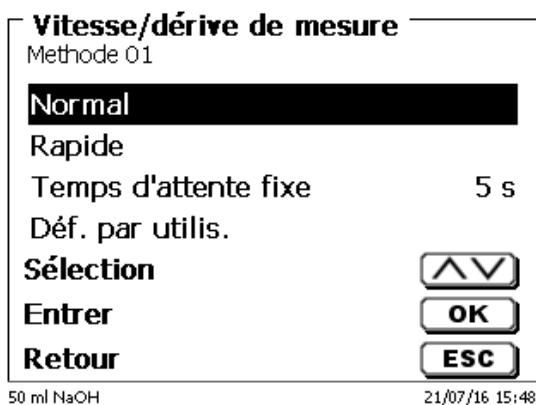 Vitesse/dérive de mesure
Methode 01
Normal
Rapide
Temps d'attente fixe 5 s
Déf. par utilis.
Sélection
Entrer OK
Retour ESC
50 ml NaOH 21/07/16 15:48